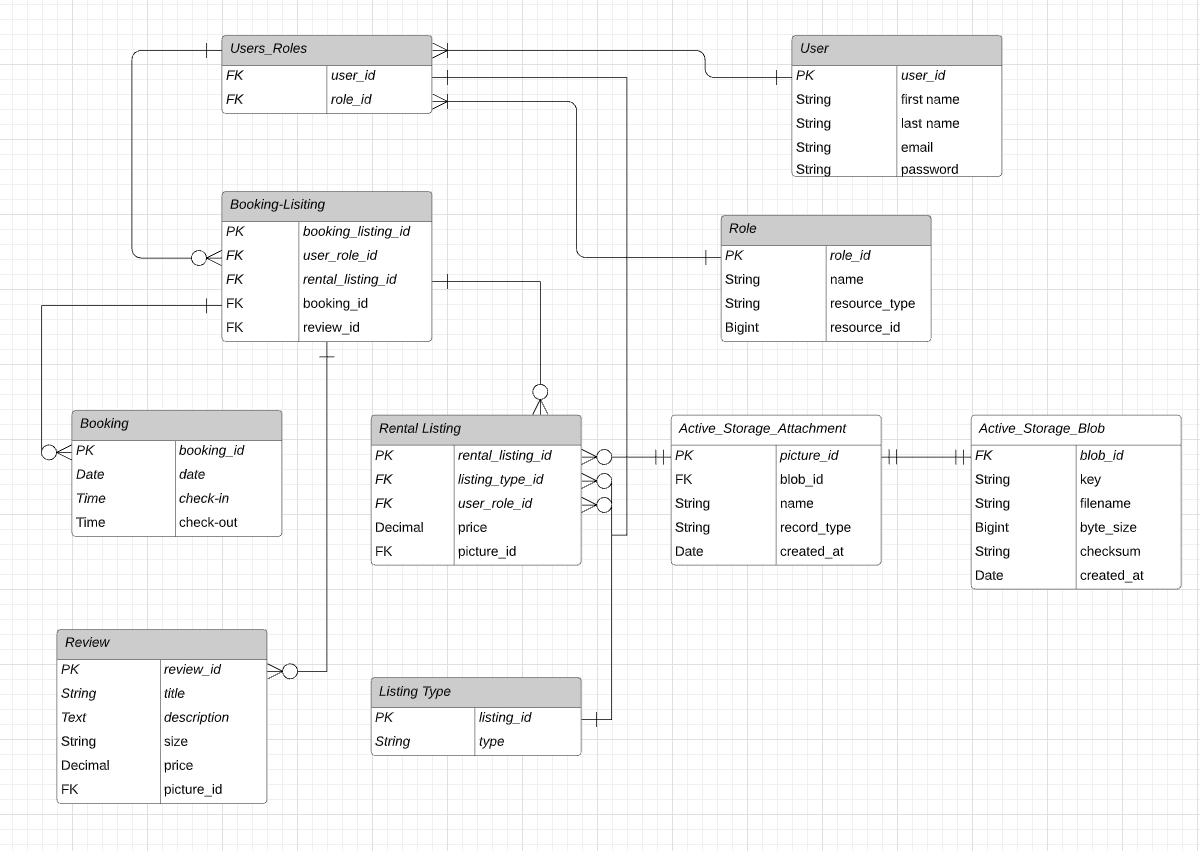 Users_Roles
FK user_id
FK role_id
User
PK user_id
String first name
String last name
String email
String password
Booking-Lisiting
PK booking_listing_id
FK user_role_id
FK rental_listing_id
FK booking_id
FK review_id
Role
PK role_id
String name
String resource_type
Bigint resource_id
Booking
PK booking_id
Date date
Time check-in
Time check-out
Rental Listing
PK rental_listing_id
FK listing_type_id
FK user_role_id
Decimal price
FK picture_id
Active_Storage_Attachment
PK picture_id
FK blob_id
String name
String record_type
Date created_at
Active_Storage_Blob
FK blob_id
String key
String filename
Bigint byte_size
String checksum
Date created_at
Review
PK review_id
String title
Text description
String size
Decimal price
FK picture_id
Listing Type
PK listing_id
String type